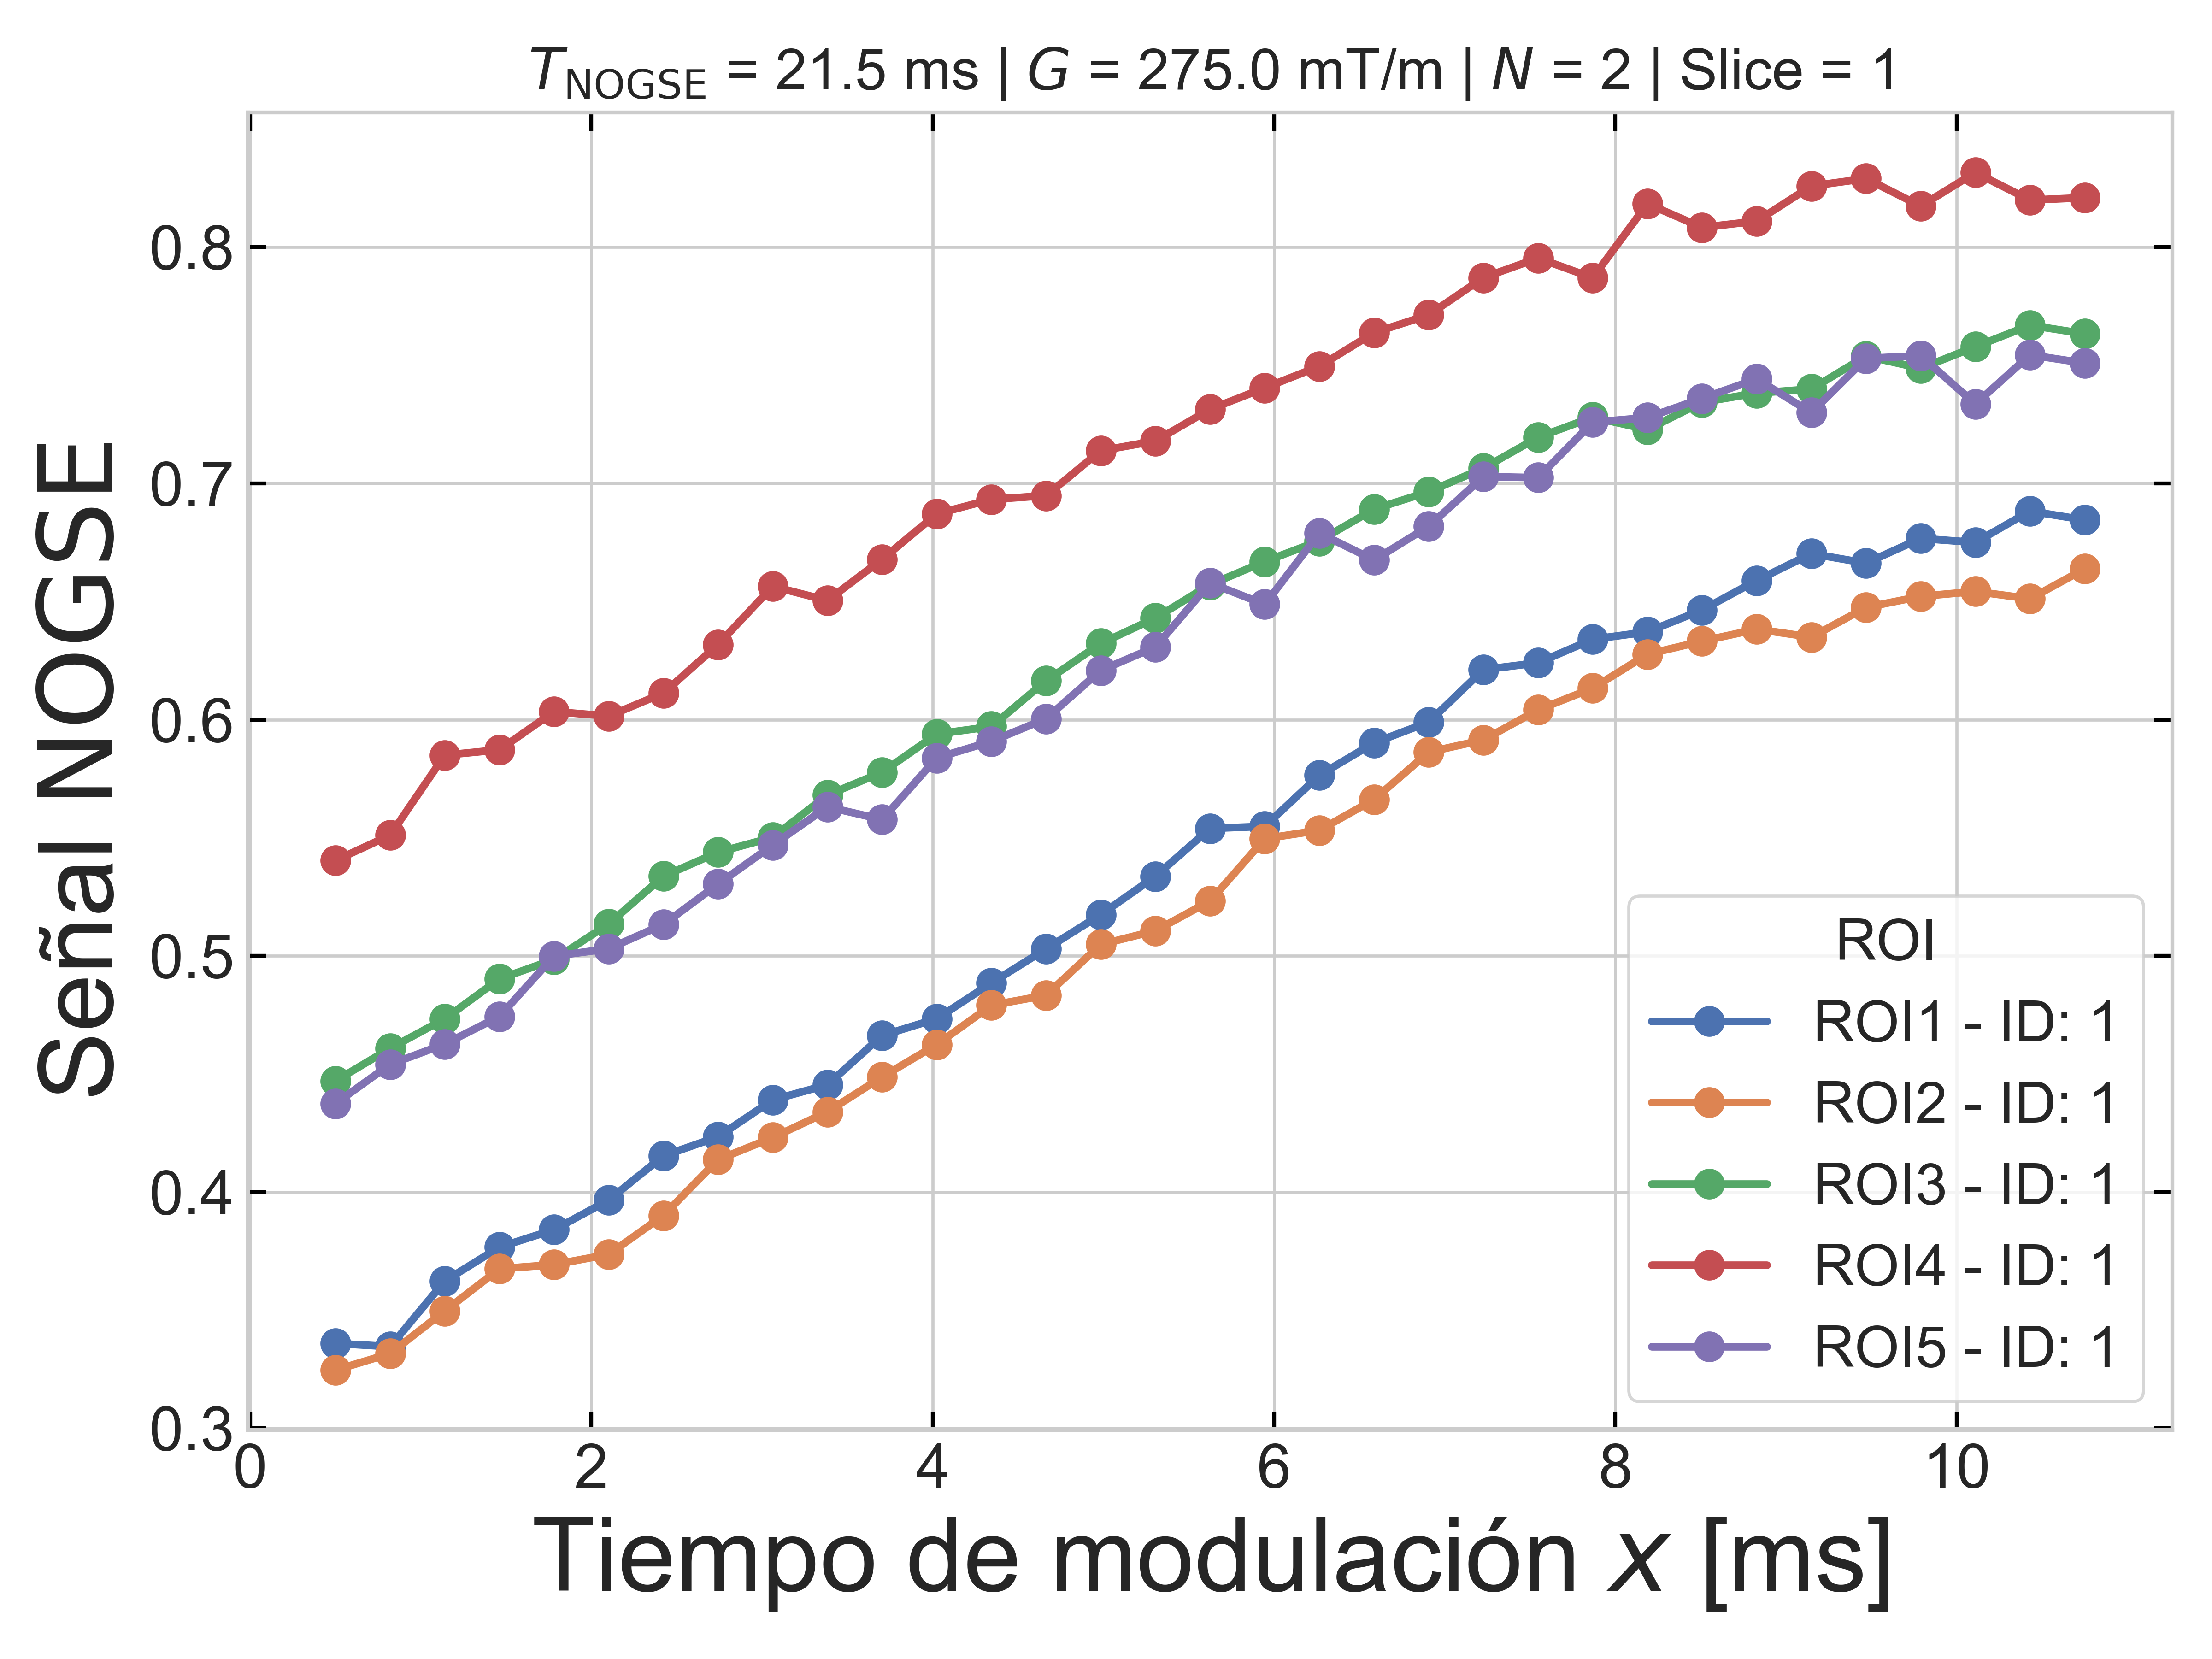 T_NOGSE = 21.5 ms | G = 275.0 mT/m | N = 2 | Slice = 1
Señal NOGSE
0.8
0.7
0.6
0.5
0.4
0.3
0 2 4 6 8 10
Tiempo de modulación x [ms]
ROI
ROI1 - ID: 1
ROI2 - ID: 1
ROI3 - ID: 1
ROI4 - ID: 1
ROI5 - ID: 1